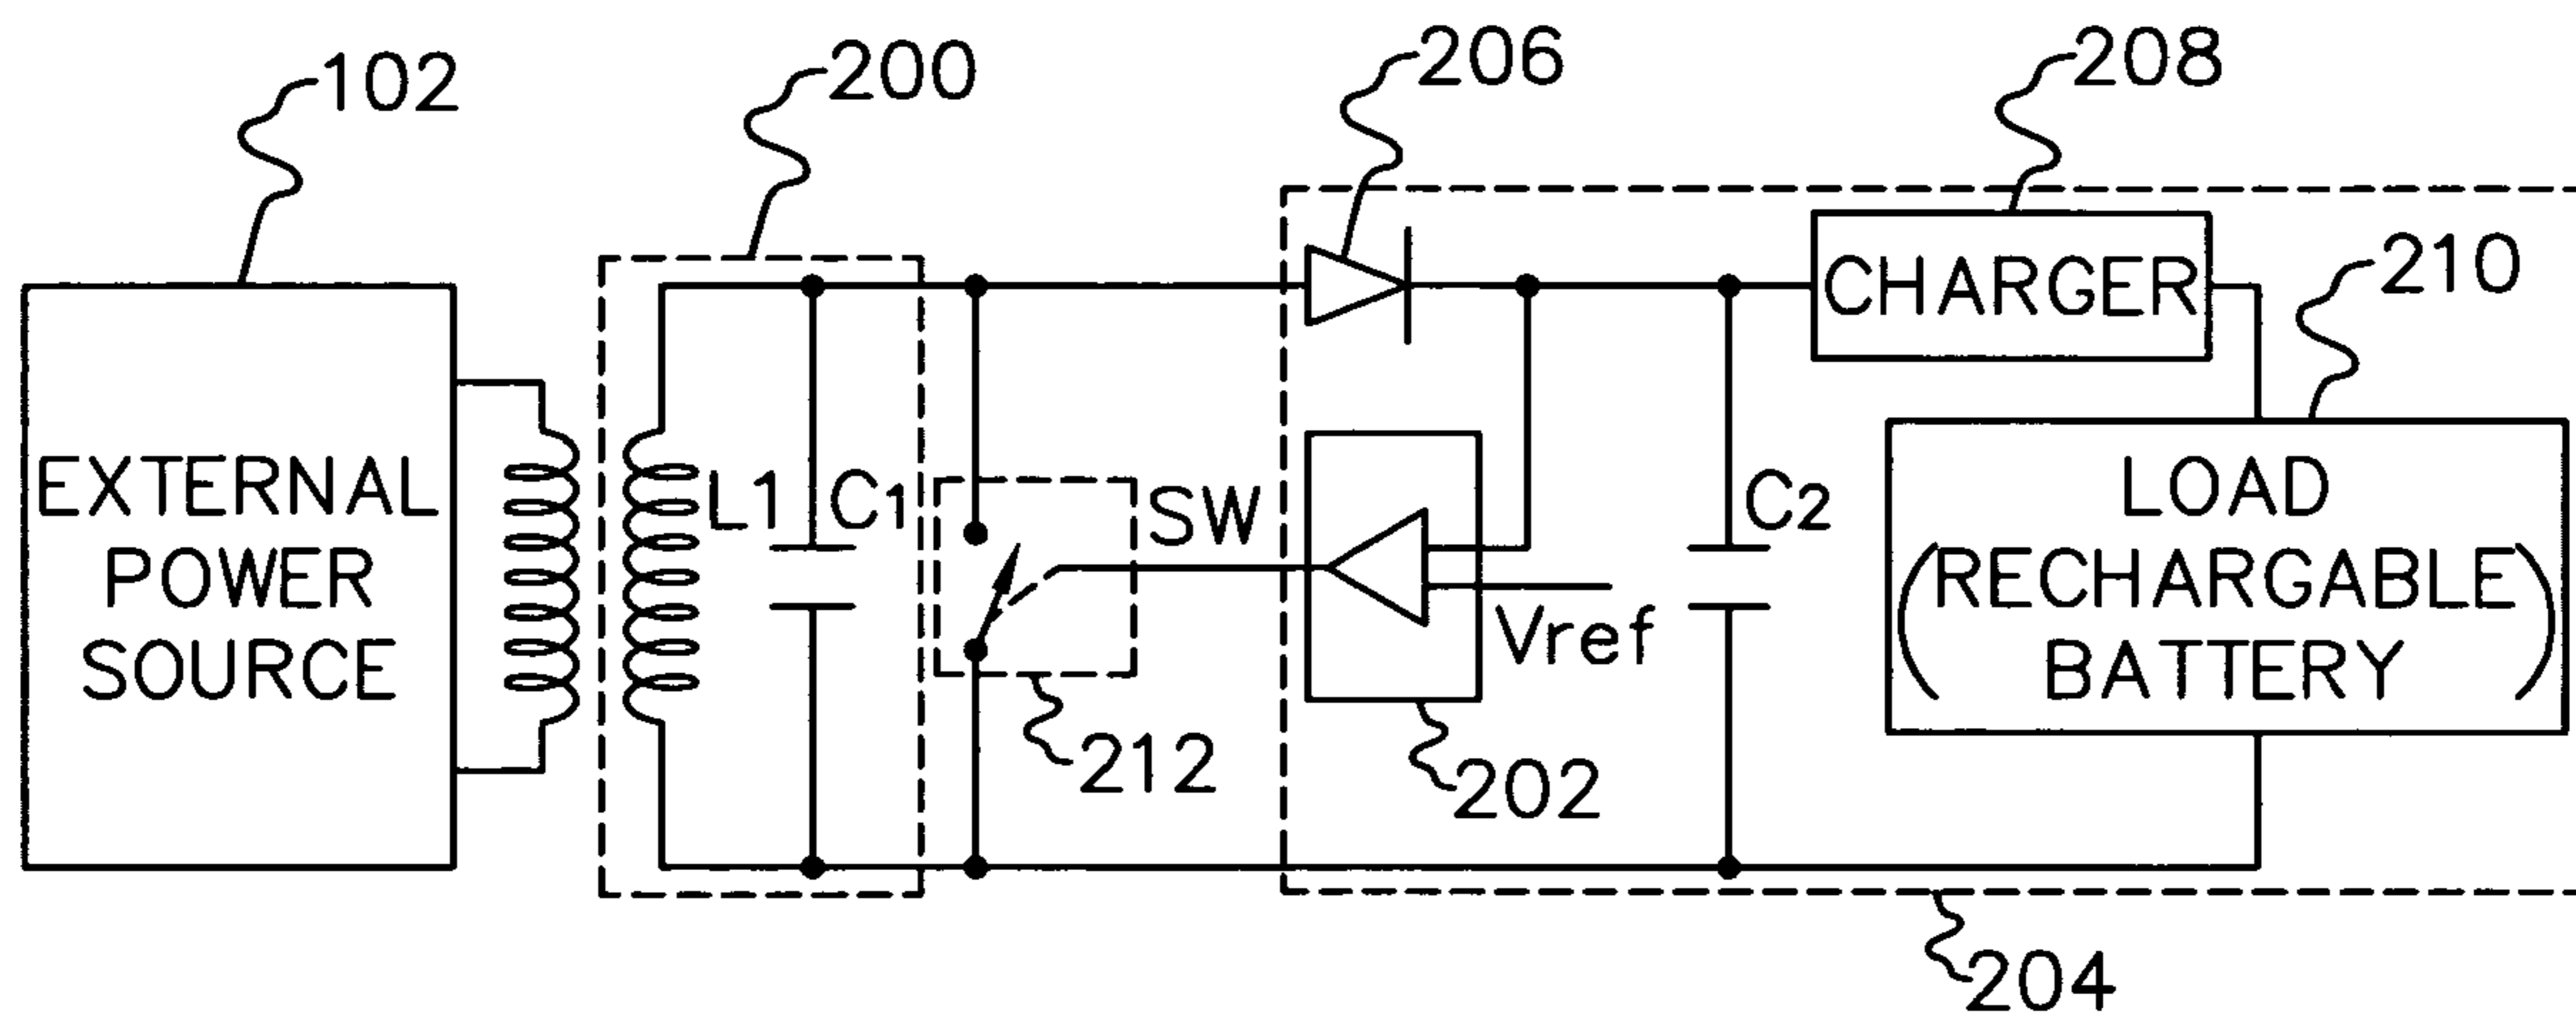 102
200
206
208
210
EXTERNAL
POWER
SOURCE
L1
C1
SW
212
202
Vref
C2
CHARGER
LOAD
(RECHARGABLE
BATTERY)
204